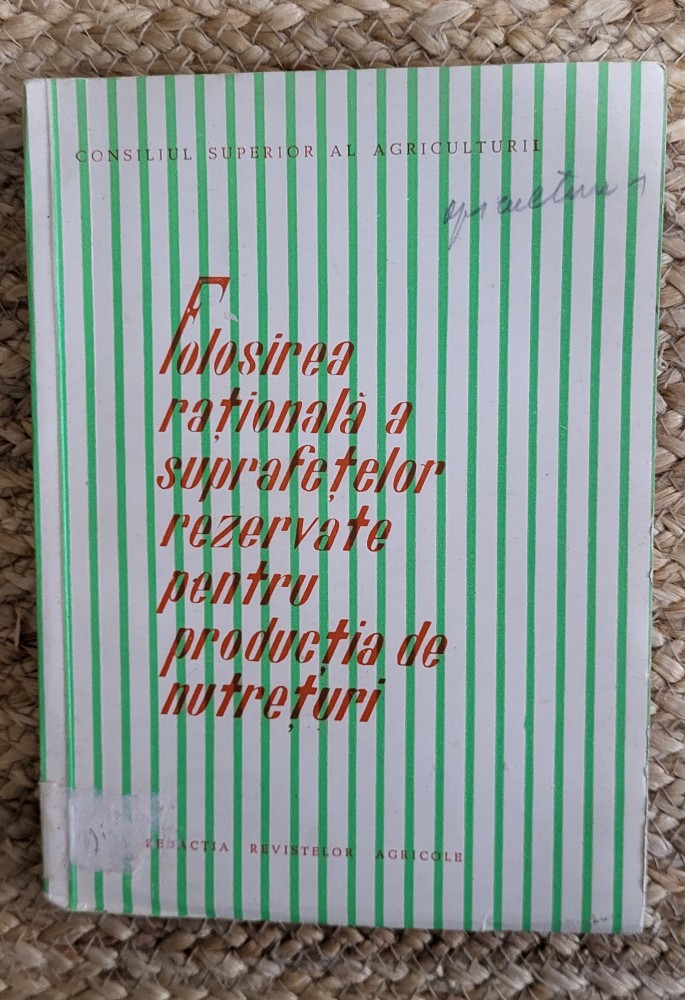 CONSILIUL SUPERIOR AL AGRICULTURII
Folosirea
rațională a
suprafețelor
rezervate
pentru
producția de
nutrețuri
REDACȚIA REVISTELOR AGRICOLE